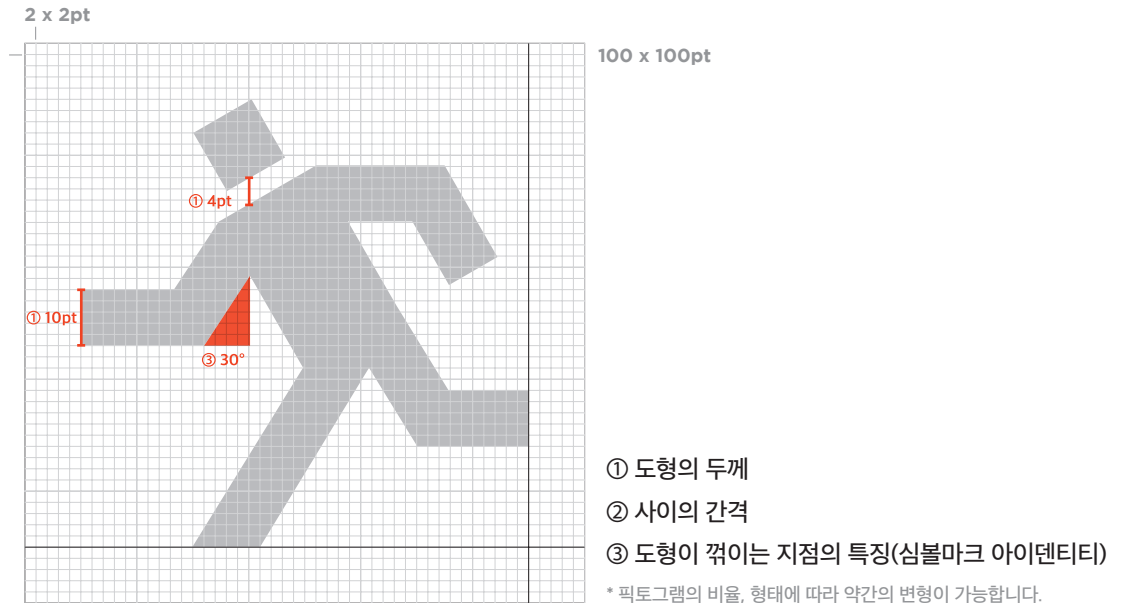 2 x 2pt
100 x 100pt
① 4pt
① 10pt
③ 30°
① 도형의 두께
② 사이의 간격
③ 도형이 꺾이는 지점의 특징(심볼마크 아이덴티티)
* 픽토그램의 비율, 형태에 따라 약간의 변형이 가능합니다.